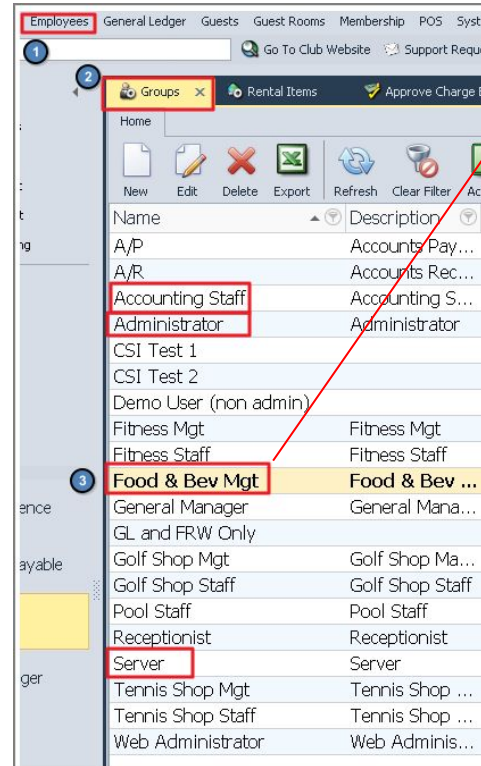 Employees General Ledger Guests Guest Rooms Membership POS Syst
1 Go To Club Website Support Requ
2 Groups × Rental Items Approve Charge
Home
New Edit Delete Export Refresh Clear Filter Ac
Name Description
A/P Accounts Pay...
A/R Accounts Rec...
Accounting Staff Accounting S...
Administrator Administrator
CSI Test 1
CSI Test 2
Demo User (non admin)
Fitness Mgt Fitness Mgt
Fitness Staff Fitness Staff
3 Food & Bev Mgt Food & Bev ...
ence General Manager General Mana...
GL and FRW Only
ayable Golf Shop Mgt Golf Shop Ma...
Golf Shop Staff Golf Shop Staff
Pool Staff Pool Staff
Receptionist Receptionist
Server Server
ger Tennis Shop Mgt Tennis Shop ...
Tennis Shop Staff Tennis Shop ...
Web Administrator Web Adminis...